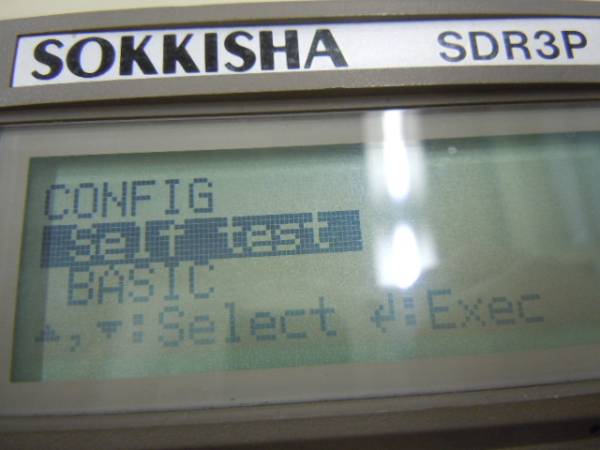 SOKKISHA SDR3P
CONFIG
Self test
BASIC
▲,▼:Select ↲:Exec